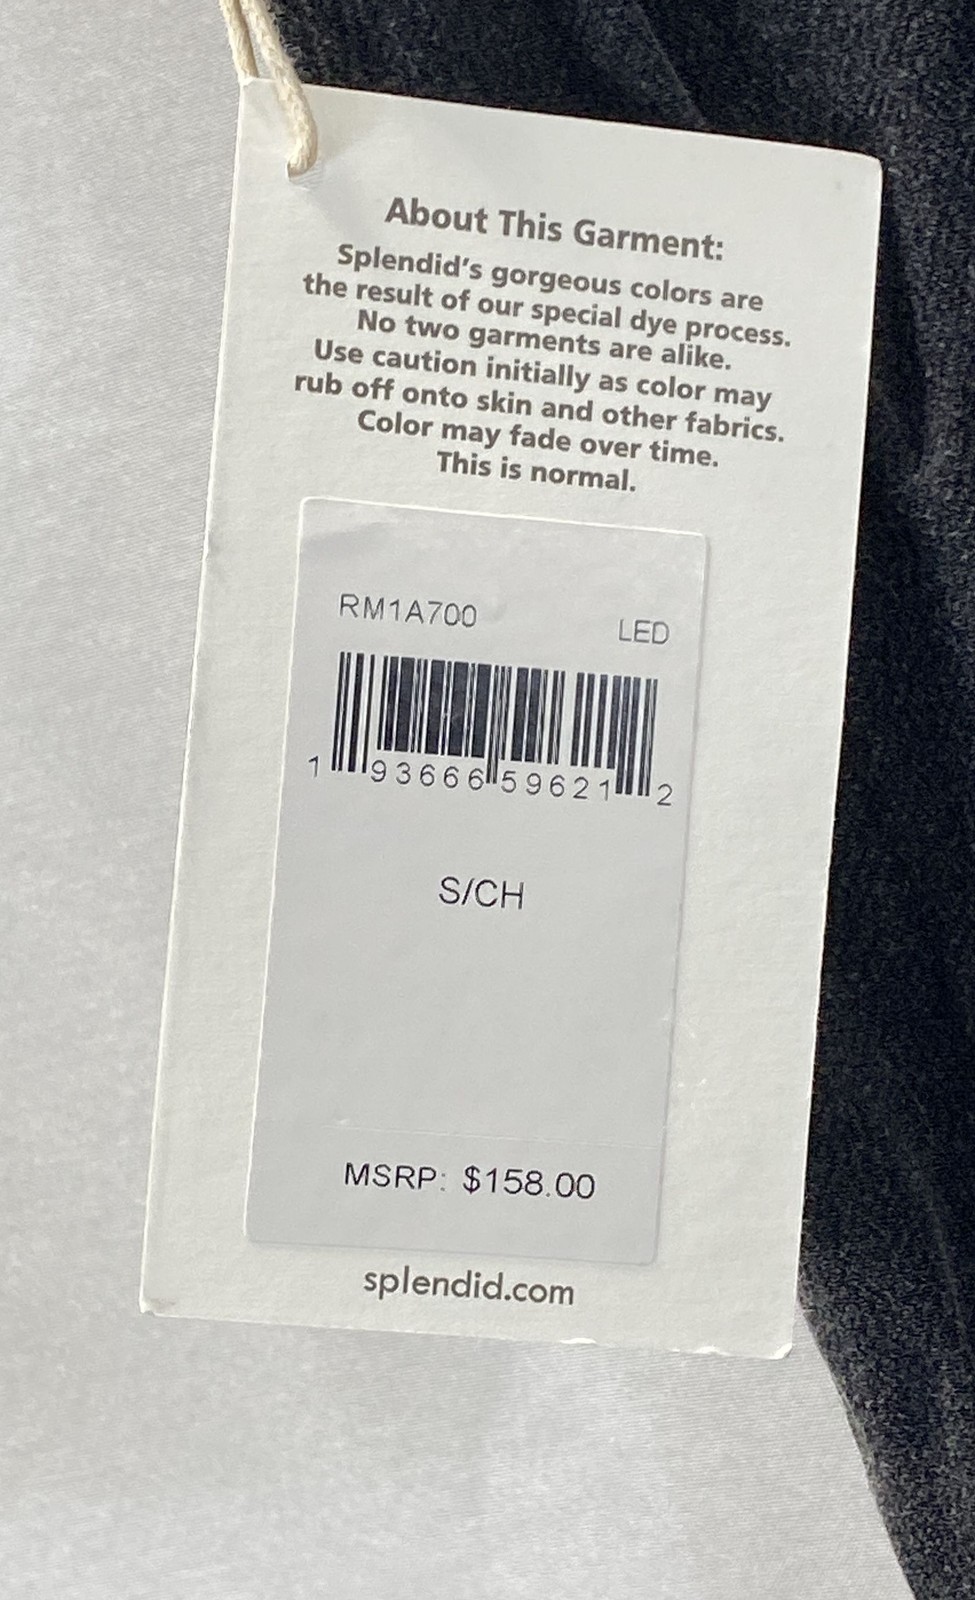 About This Garment:
Splendid's gorgeous colors are
the result of our special dye process.
No two garments are alike.
Use caution initially as color may
rub off onto skin and other fabrics.
Color may fade over time.
This is normal.
RM1A700 LED
1 93666 59621 2
S/CH
MSRP: $158.00
splendid.com